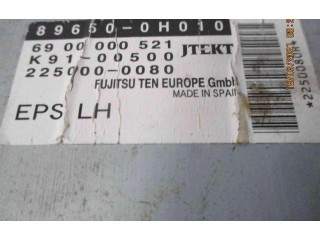 89650-0H010
69 00 000 521 JTEKT
K 91-00500
225000-0080
FUJITSU TEN EUROPE GmbH
MADE IN SPAIN
EPS LH